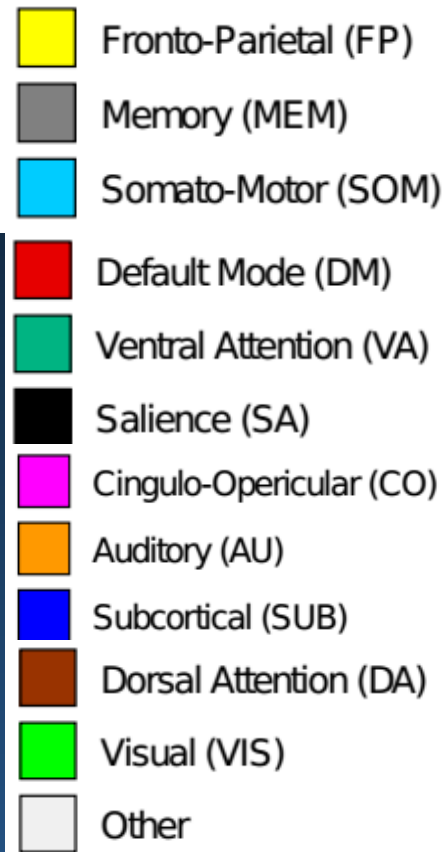 Fronto-Parietal (FP)
Memory (MEM)
Somato-Motor (SOM)
Default Mode (DM)
Ventral Attention (VA)
Salience (SA)
Cingulo-Opericular (CO)
Auditory (AU)
Subcortical (SUB)
Dorsal Attention (DA)
Visual (VIS)
Other